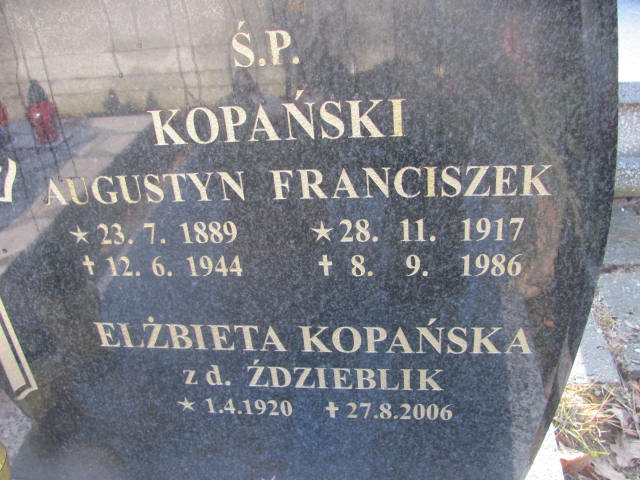 Ś.P.
KOPAŃSKI
AUGUSTYN FRANCISZEK
★23. 7. 1889 ★28. 11. 1917
✝12. 6. 1944 ✝ 8. 9. 1986
ELŻBIETA KOPAŃSKA
z d. ŹDZIEBLIK
★ 1.4.1920 ✝27.8.2006